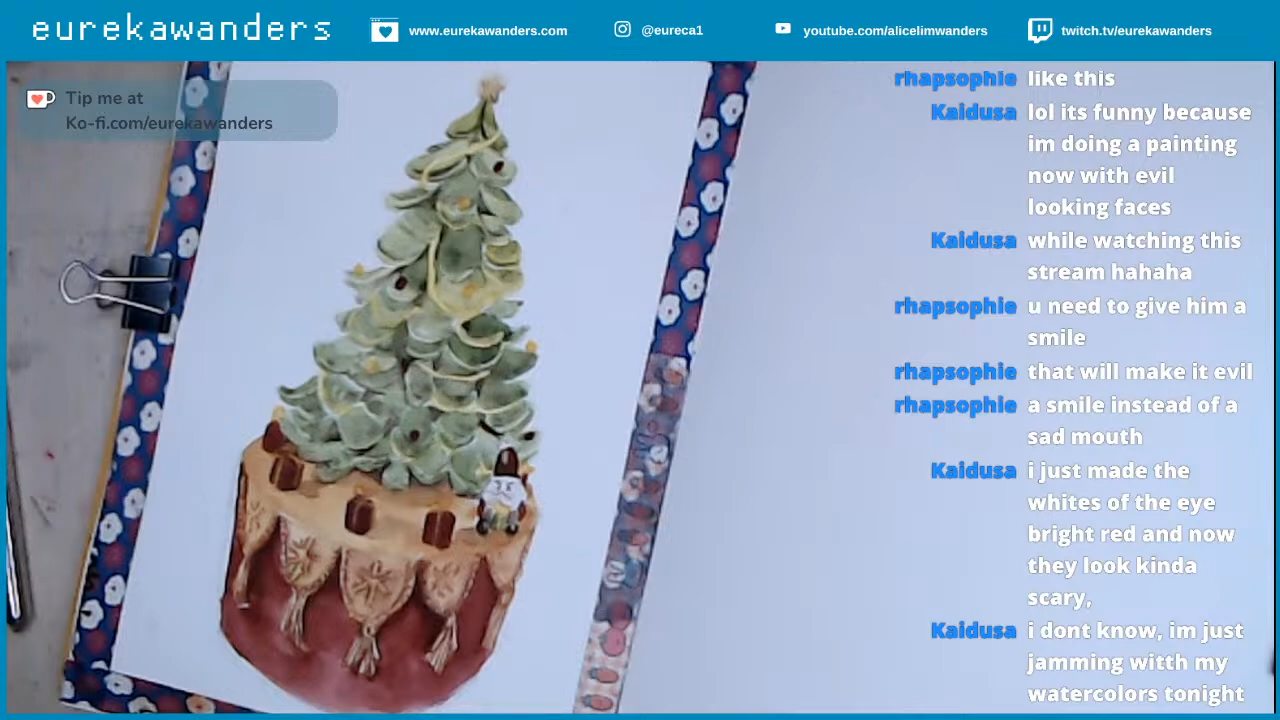 eurekawanders
www.eurekawanders.com
@eureca1
youtube.com/alicelimwanders
twitch.tv/eurekawanders
Tip me at
Ko-fi.com/eurekawanders
rhapsophie like this
Kaidusa lol its funny because
im doing a painting
now with evil
looking faces
Kaidusa while watching this
stream hahaha
rhapsophie u need to give him a
smile
rhapsophie that will make it evil
rhapsophie a smile instead of a
sad mouth
Kaidusa i just made the
whites of the eye
bright red and now
they look kinda
scary,
Kaidusa i dont know, im just
jamming witth my
watercolors tonight